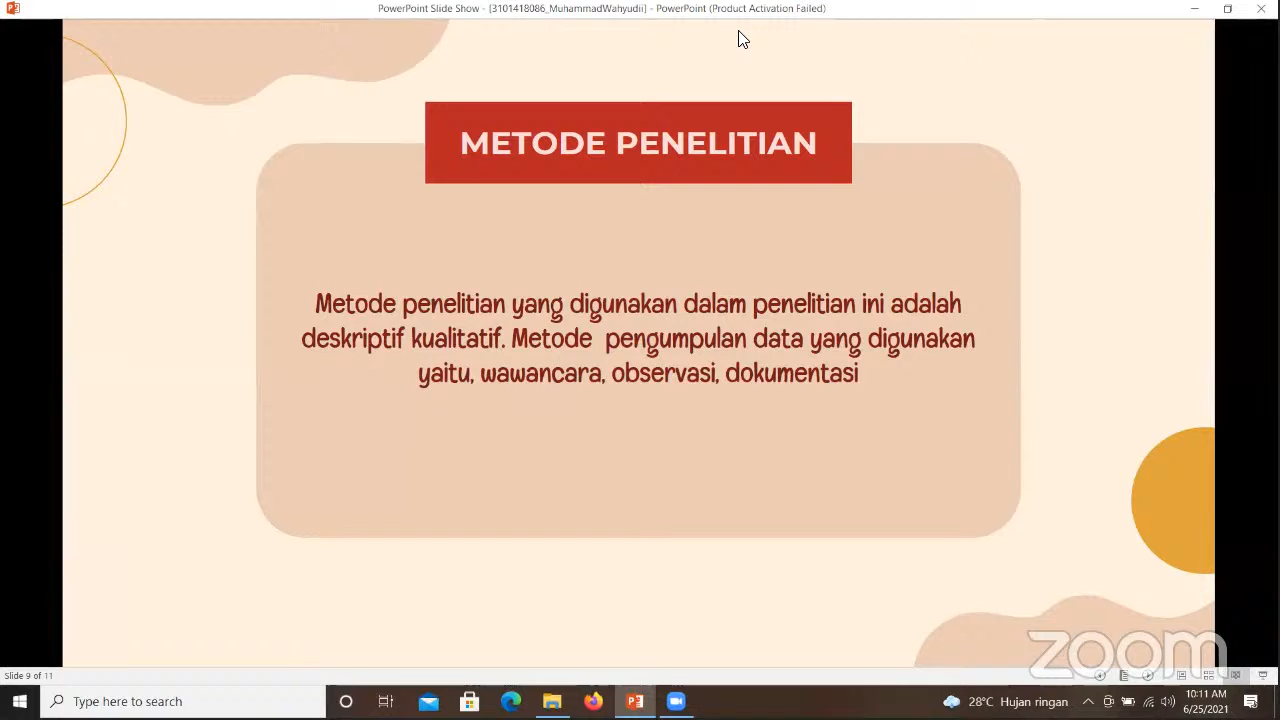 PowerPoint Slide Show - [3101418086_MuhammadWahyudii] - PowerPoint (Product Activation Failed)
METODE PENELITIAN
Metode penelitian yang digunakan dalam penelitian ini adalah
deskriptif kualitatif. Metode pengumpulan data yang digunakan
yaitu, wawancara, observasi, dokumentasi
zoom
Slide 9 of 11
Type here to search
28°C Hujan ringan
10:11 AM
6/25/2021